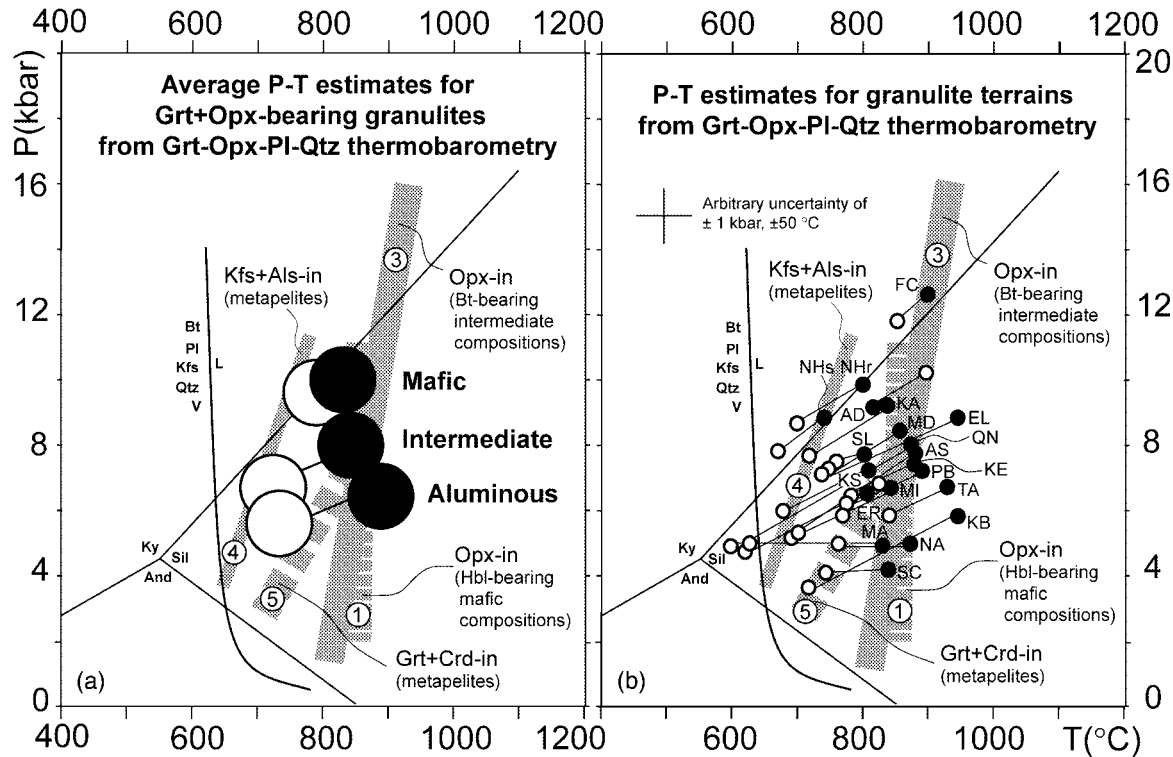 400 600 800 1000 1200
400 600 800 1000 1200
P(kbar)
16
12
8
4
0
Average P-T estimates for
Grt+Opx-bearing granulites
from Grt-Opx-Pl-Qtz thermobarometry
3
Kfs+Als-in
(metapelites)
Opx-in
(Bt-bearing
intermediate
compositions)
Bt
Pl
Kfs
L
Qtz
V
Mafic
Intermediate
Aluminous
4
Ky
Sil
And
5
1
Opx-in
(Hbl-bearing
mafic
compositions)
Grt+Crd-in
(metapelites)
(a)
400 600 800 1000 1200
20
16
12
8
4
0
P-T estimates for granulite terrains
from Grt-Opx-Pl-Qtz thermobarometry
Arbitrary uncertainty of
± 1 kbar, ±50 °C
3
Kfs+Als-in
(metapelites)
FC
Opx-in
(Bt-bearing
intermediate
compositions)
Bt
Pl
Kfs
L
Qtz
V
NHs NHr
AD
KA
MD
EL
SL
AS
QN
KS
PB
KE
4
MI
TA
ER
MA
KB
NA
SC
Ky
Sil
And
5
1
Opx-in
(Hbl-bearing
mafic
compositions)
Grt+Crd-in
(metapelites)
(b)
600 800 1000 T(°C)